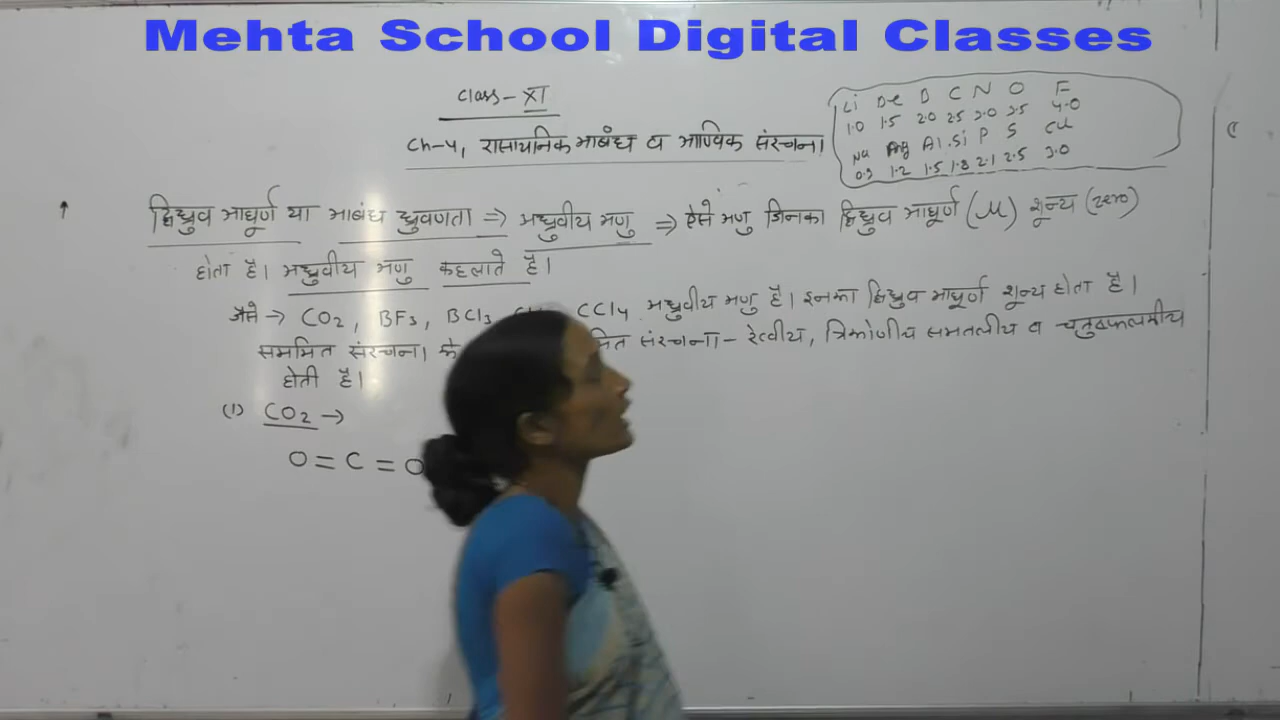 Mehta School Digital Classes
Class-XI
Ch-4, रासायनिक आबंध व आण्विक संरचना
Li Be B C N O F
1.0 1.5 2.0 2.5 3.0 3.5 4.0
Na Mg Al Si P S Cl
0.9 1.2 1.5 1.8 2.1 2.5 3.0
द्विध्रुव आघूर्ण या आबंध ध्रुवणता ⇒ अध्रुवीय अणु ⇒ ऐसे अणु जिनका द्विध्रुव आघूर्ण (μ) शून्य (zero)
होता है। अध्रुवीय अणु कहलाते है।
जैसे → CO₂, BF₃, BCl₃ CCl₄ अध्रुवीय अणु है। इनका द्विध्रुव आघूर्ण शून्य होता है।
सममित संरचना के संरचना - रेखीय, त्रिकोणीय समतलीय व चतुष्फलकीय
होती है।
(1) CO₂ →
O = C = O